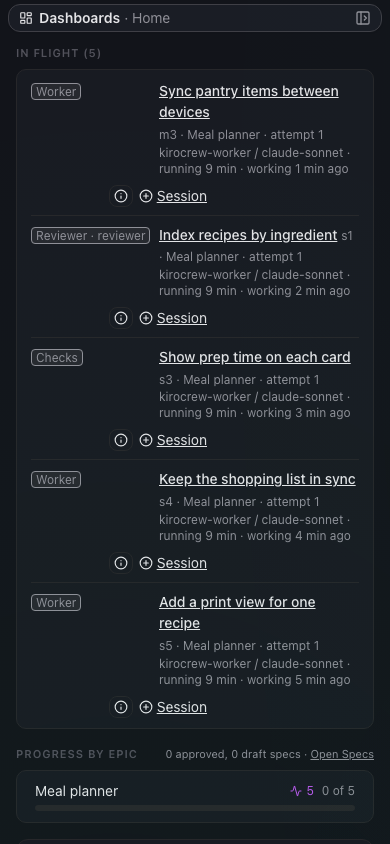 Dashboards · Home
IN FLIGHT (5)
Worker
Sync pantry items between
devices
m3 · Meal planner · attempt 1
kirocrew-worker / claude-sonnet ·
running 9 min · working 1 min ago
Session
Reviewer · reviewer
Index recipes by ingredient s1
· Meal planner · attempt 1
kirocrew-worker / claude-sonnet ·
running 9 min · working 2 min ago
Session
Checks
Show prep time on each card
s3 · Meal planner · attempt 1
kirocrew-worker / claude-sonnet ·
running 9 min · working 3 min ago
Session
Worker
Keep the shopping list in sync
s4 · Meal planner · attempt 1
kirocrew-worker / claude-sonnet ·
running 9 min · working 4 min ago
Session
Worker
Add a print view for one
recipe
s5 · Meal planner · attempt 1
kirocrew-worker / claude-sonnet ·
running 9 min · working 5 min ago
Session
PROGRESS BY EPIC 0 approved, 0 draft specs · Open Specs
Meal planner 5 0 of 5